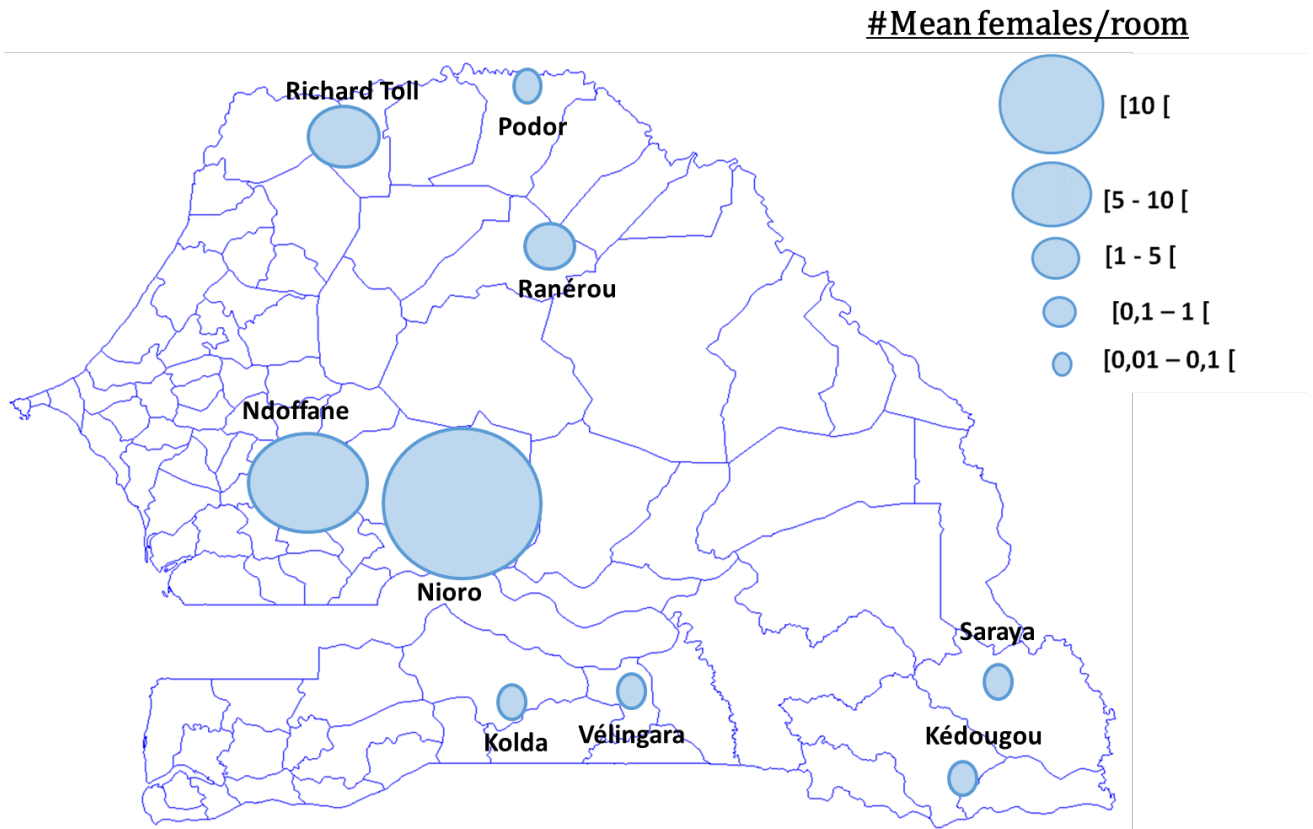 #Mean females/room
Richard Toll
Podor
[10 [
[5 - 10 [
[1 - 5 [
Ranérou
[0,1 – 1 [
[0,01 – 0,1 [
Ndoffane
Nioro
Saraya
Kolda
Vélingara
Kédougou